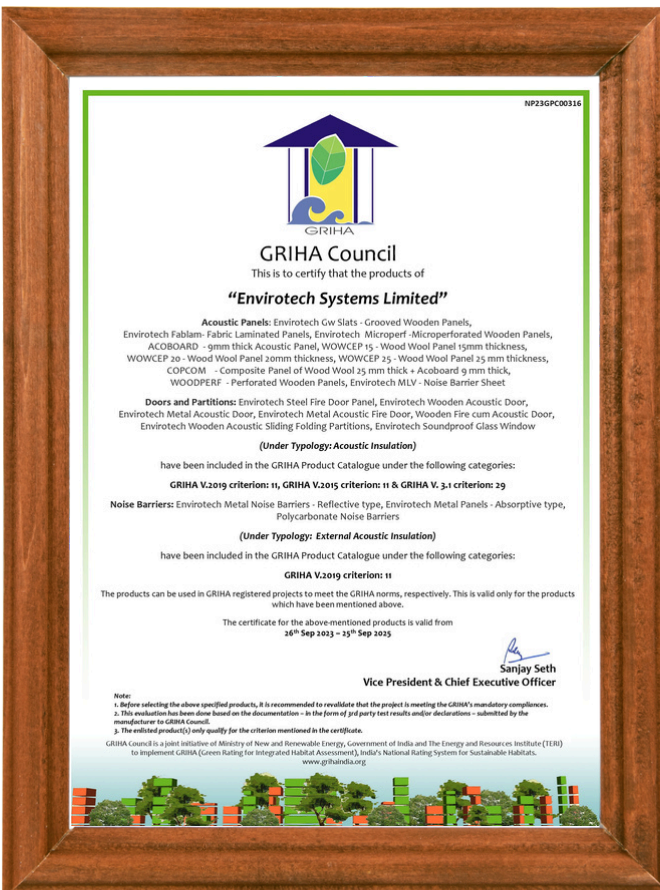 NP23GPC00316
GRIHA
GRIHA Council
This is to certify that the products of
“Envirotech Systems Limited”
Acoustic Panels: Envirotech Gw Slats - Grooved Wooden Panels,
Envirotech Fablam- Fabric Laminated Panels, Envirotech Microperf -Microperforated Wooden Panels,
ACOBOARD - 9mm thick Acoustic Panel, WOWCEP 15 - Wood Wool Panel 15mm thickness,
WOWCEP 20 - Wood Wool Panel 20mm thickness, WOWCEP 25 - Wood Wool Panel 25 mm thickness,
COPCOM - Composite Panel of Wood Wool 25 mm thick + Acoboard 9 mm thick,
WOODPERF - Perforated Wooden Panels, Envirotech MLV - Noise Barrier Sheet
Doors and Partitions: Envirotech Steel Fire Door Panel, Envirotech Wooden Acoustic Door,
Envirotech Metal Acoustic Door, Envirotech Metal Acoustic Fire Door, Wooden Fire cum Acoustic Door,
Envirotech Wooden Acoustic Sliding Folding Partitions, Envirotech Soundproof Glass Window
(Under Typology: Acoustic Insulation)
have been included in the GRIHA Product Catalogue under the following categories:
GRIHA V.2019 criterion: 11, GRIHA V.2015 criterion: 11 & GRIHA V. 3.1 criterion: 29
Noise Barriers: Envirotech Metal Noise Barriers - Reflective type, Envirotech Metal Panels - Absorptive type,
Polycarbonate Noise Barriers
(Under Typology: External Acoustic Insulation)
have been included in the GRIHA Product Catalogue under the following categories:
GRIHA V.2019 criterion: 11
The products can be used in GRIHA registered projects to meet the GRIHA norms, respectively. This is valid only for the products
which have been mentioned above.
The certificate for the above-mentioned products is valid from
26th Sep 2023 – 25th Sep 2025
Sanjay Seth
Vice President & Chief Executive Officer
Note:
1. Before selecting the above specified products, it is recommended to revalidate that the project is meeting the GRIHA's mandatory compliances.
2. This evaluation has been done based on the documentation – in the form of 3rd party test results and/or declarations – submitted by the
manufacturer to GRIHA Council.
3. The enlisted product(s) only qualify for the criterion mentioned in the certificate.
GRIHA Council is a joint initiative of Ministry of New and Renewable Energy, Government of India and The Energy and Resources Institute (TERI)
to implement GRIHA (Green Rating for Integrated Habitat Assessment), India's National Rating System for Sustainable Habitats.
www.grihaindia.org